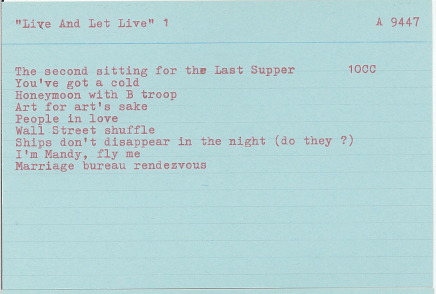 "Live And Let Live" 1 A 9447
The second sitting for the Last Supper 10CC
You've got a cold
Honeymoon with B troop
Art for art's sake
People in love
Wall Street shuffle
Ships don't disappear in the night (do they ?)
I'm Mandy, fly me
Marriage bureau rendezvous